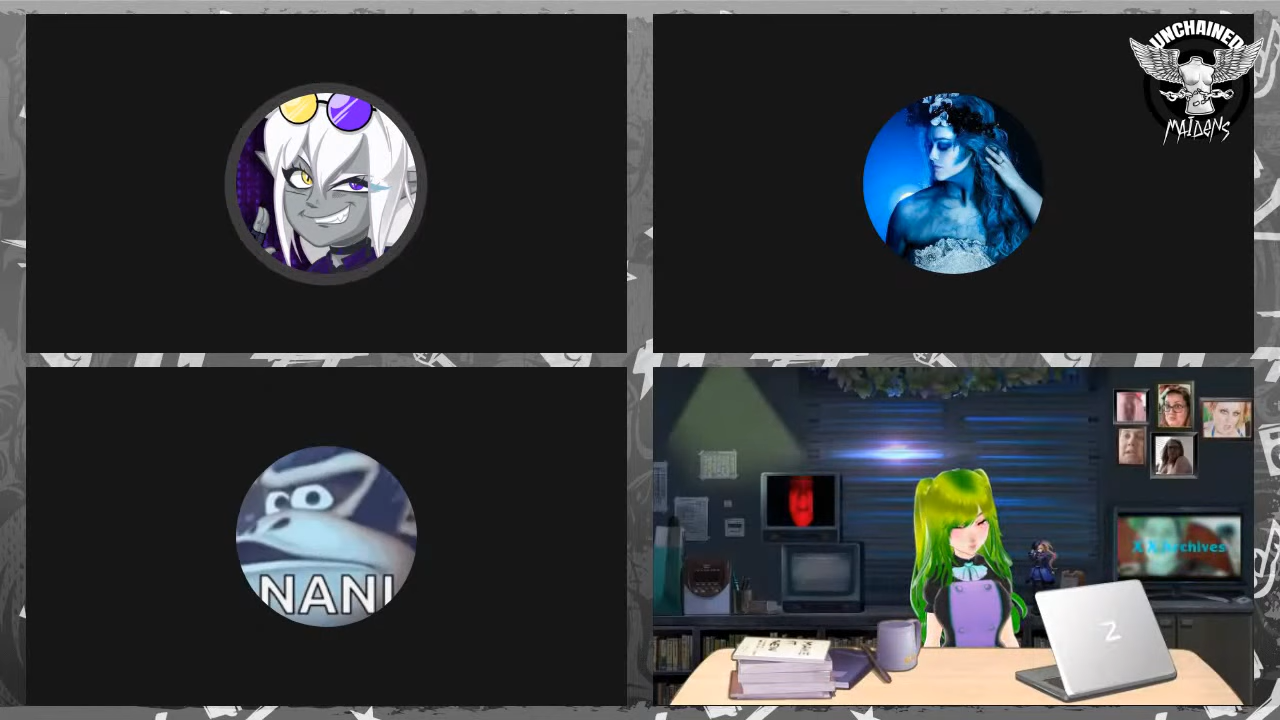 UNCHAINED
MAIDENS
NANI
X X Archives
Z